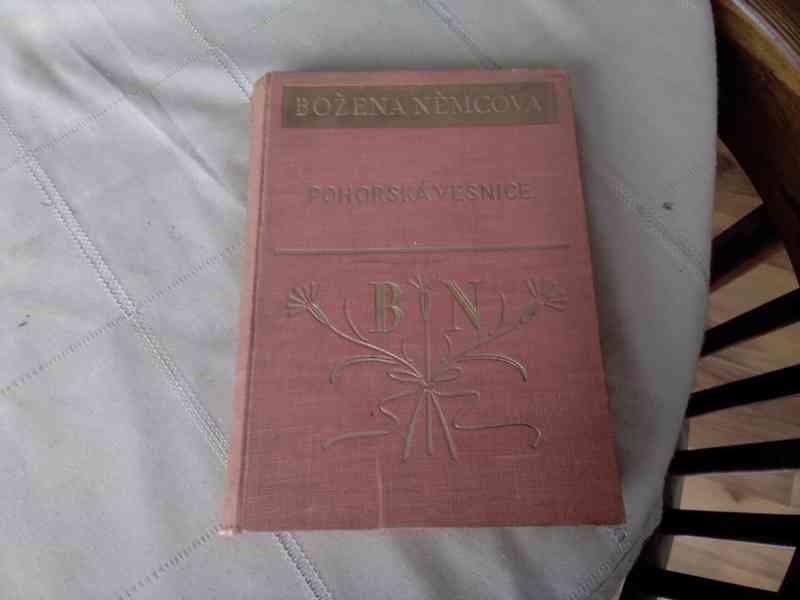 BOŽENA NĚMCOVÁ
POHORSKÁ VESNICE
B N